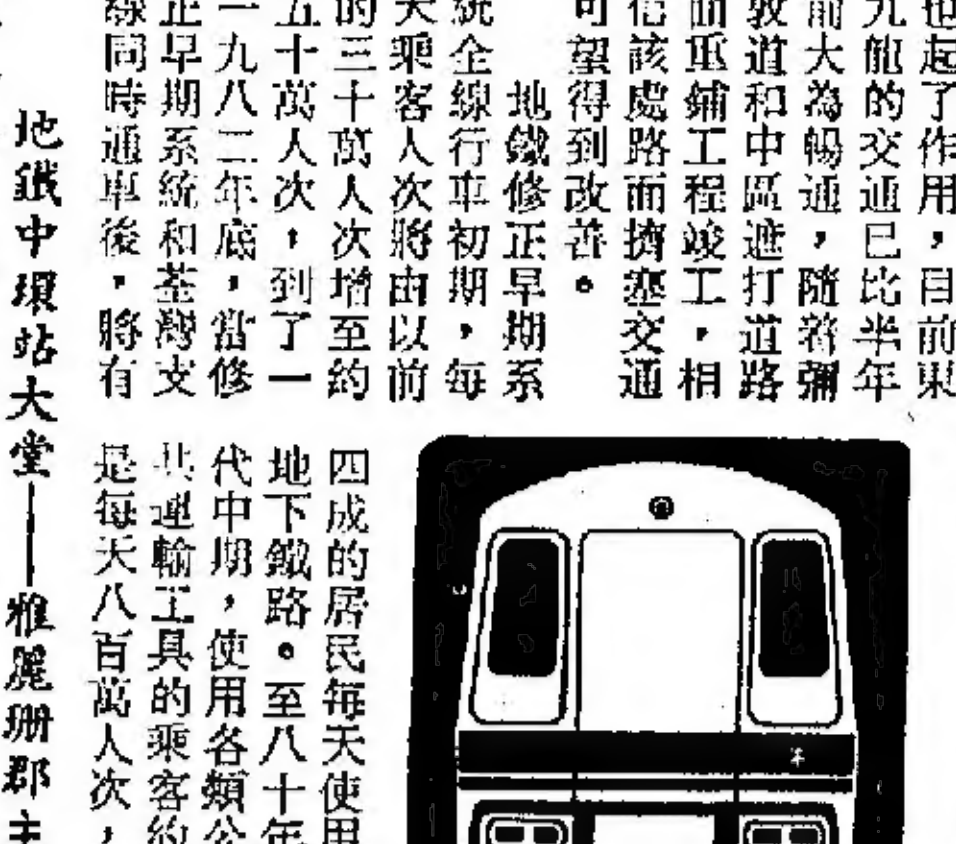 也起了作用，目前東
九龍的交通已比半年
前大為暢通，隨着彌
敦道和中區遮打道路
面重鋪工程竣工，相
信該處路面擠塞交通
可望得到改善。
地鐵修正早期系
統全線行車初期，每
天乘客人次將由以前
的三十萬人次增至約
五十萬人次，到了一
一九八二年底，當修
正早期系統和荃灣支
線同時通車後，將有
四成的居民每天使用
地下鐵路。至八十年
代中期，使用各類公
共運輸工具的乘客約
是每天八百萬人次，
地鐵中環站大堂——雅麗珊郡主